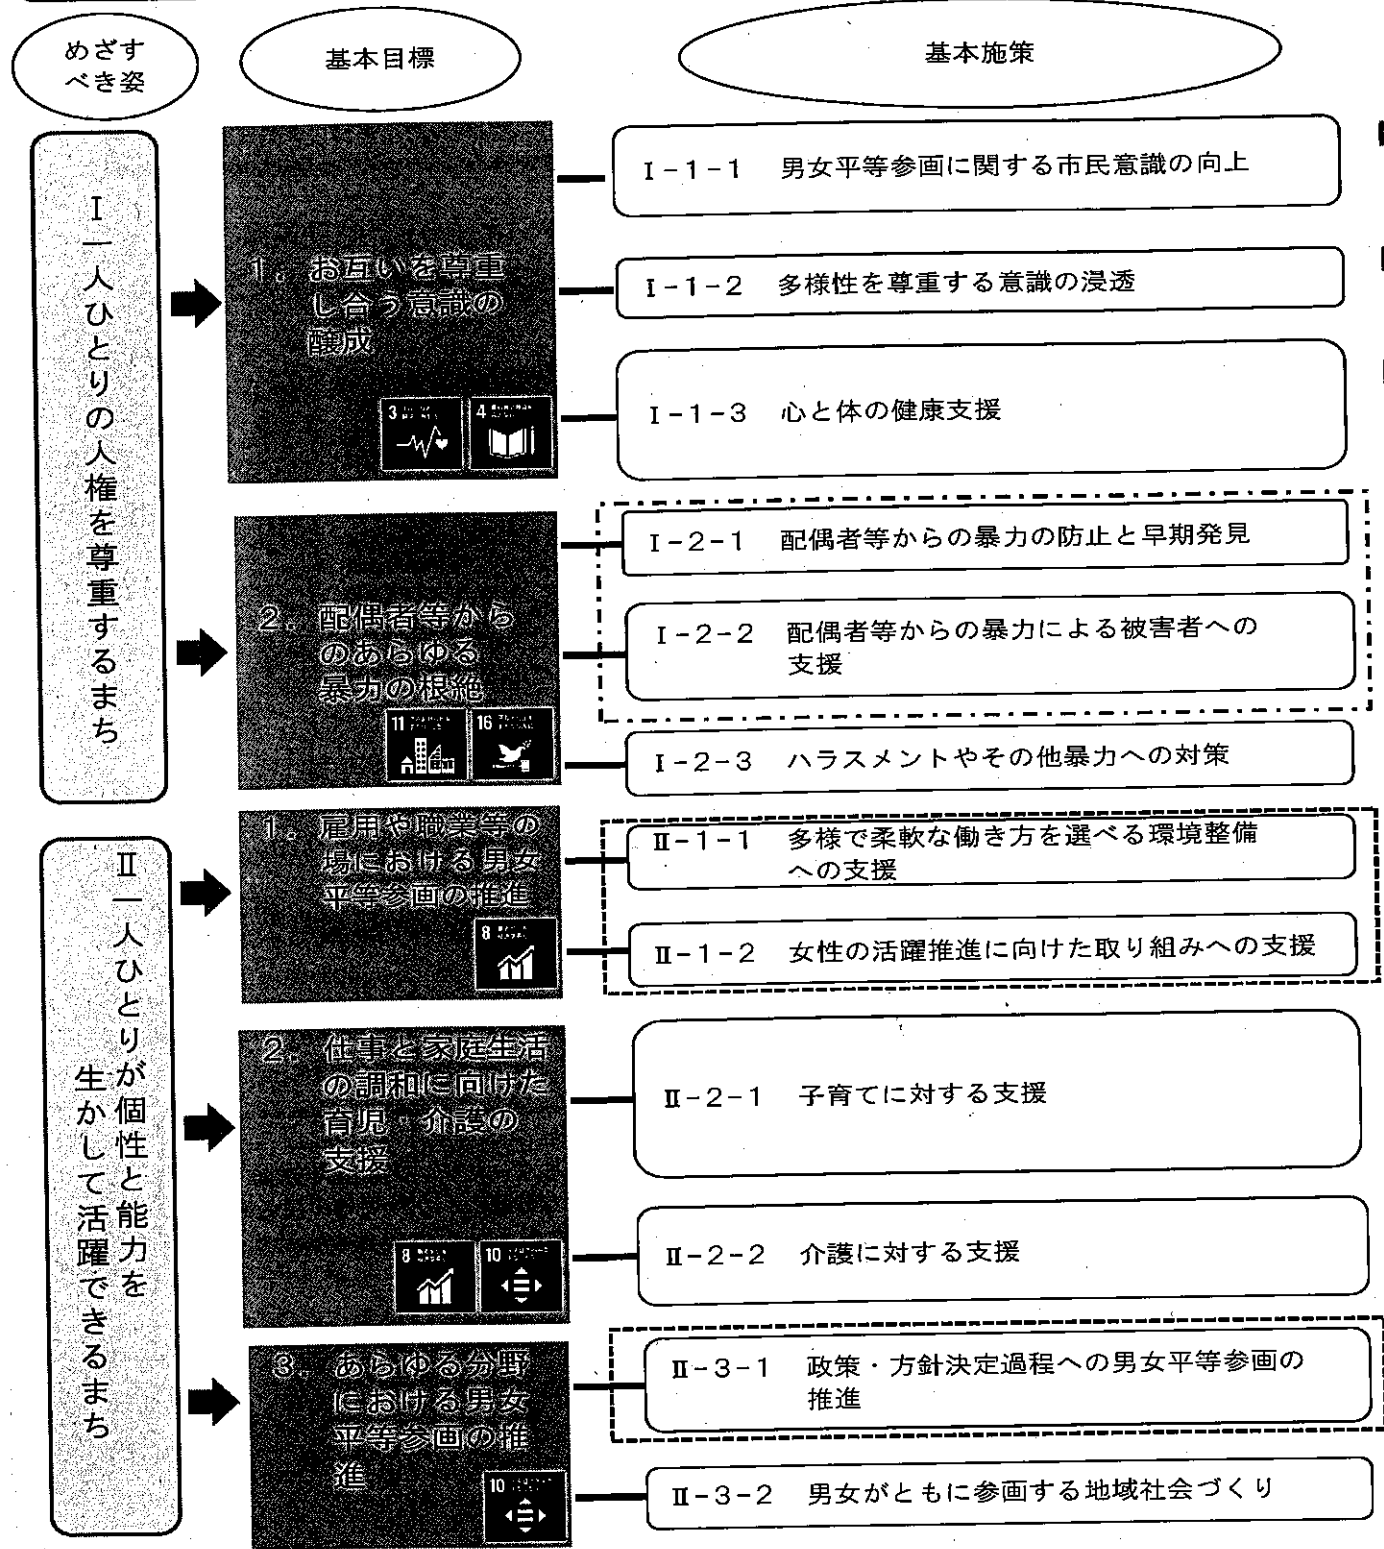 めざす
べき姿
基本目標
基本施策
Ⅰ 一人ひとりの人権を尊重するまち
1. お互いを尊重
し合う意識の
醸成
3
4
Ⅰ-1-1 男女平等参画に関する市民意識の向上
Ⅰ-1-2 多様性を尊重する意識の浸透
Ⅰ-1-3 心と体の健康支援
2. 配偶者等から
のあらゆる
暴力の根絶
11
16
Ⅰ-2-1 配偶者等からの暴力の防止と早期発見
Ⅰ-2-2 配偶者等からの暴力による被害者への
支援
Ⅰ-2-3 ハラスメントやその他暴力への対策
Ⅱ 一人ひとりが個性と能力を
生かして活躍できるまち
1. 雇用や職業等の
場における男女
平等参画の推進
8
Ⅱ-1-1 多様で柔軟な働き方を選べる環境整備
への支援
Ⅱ-1-2 女性の活躍推進に向けた取り組みへの支援
2. 仕事と家庭生活
の調和に向けた
育児・介護の
支援
8
10
Ⅱ-2-1 子育てに対する支援
Ⅱ-2-2 介護に対する支援
3. あらゆる分野
における男女
平等参画の推
進
10
Ⅱ-3-1 政策・方針決定過程への男女平等参画の
推進
Ⅱ-3-2 男女がともに参画する地域社会づくり